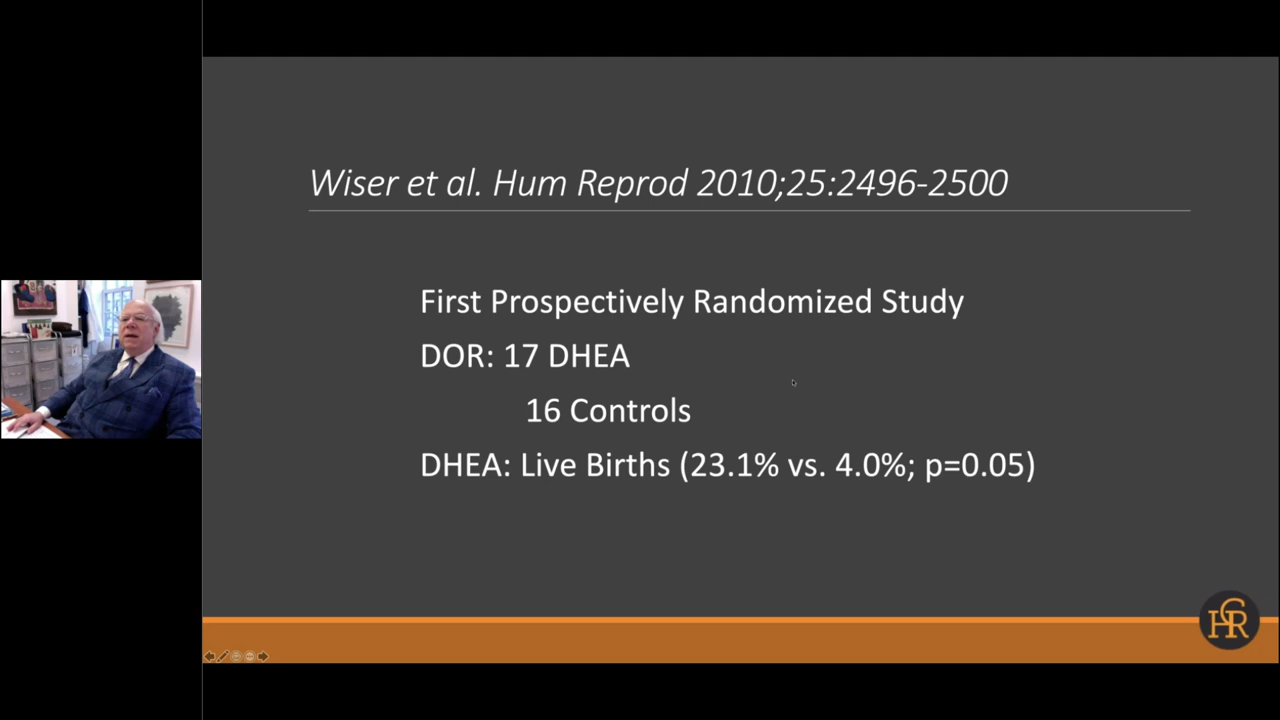 Wiser et al. Hum Reprod 2010;25:2496-2500
First Prospectively Randomized Study
DOR: 17 DHEA
16 Controls
DHEA: Live Births (23.1% vs. 4.0%; p=0.05)
CHR